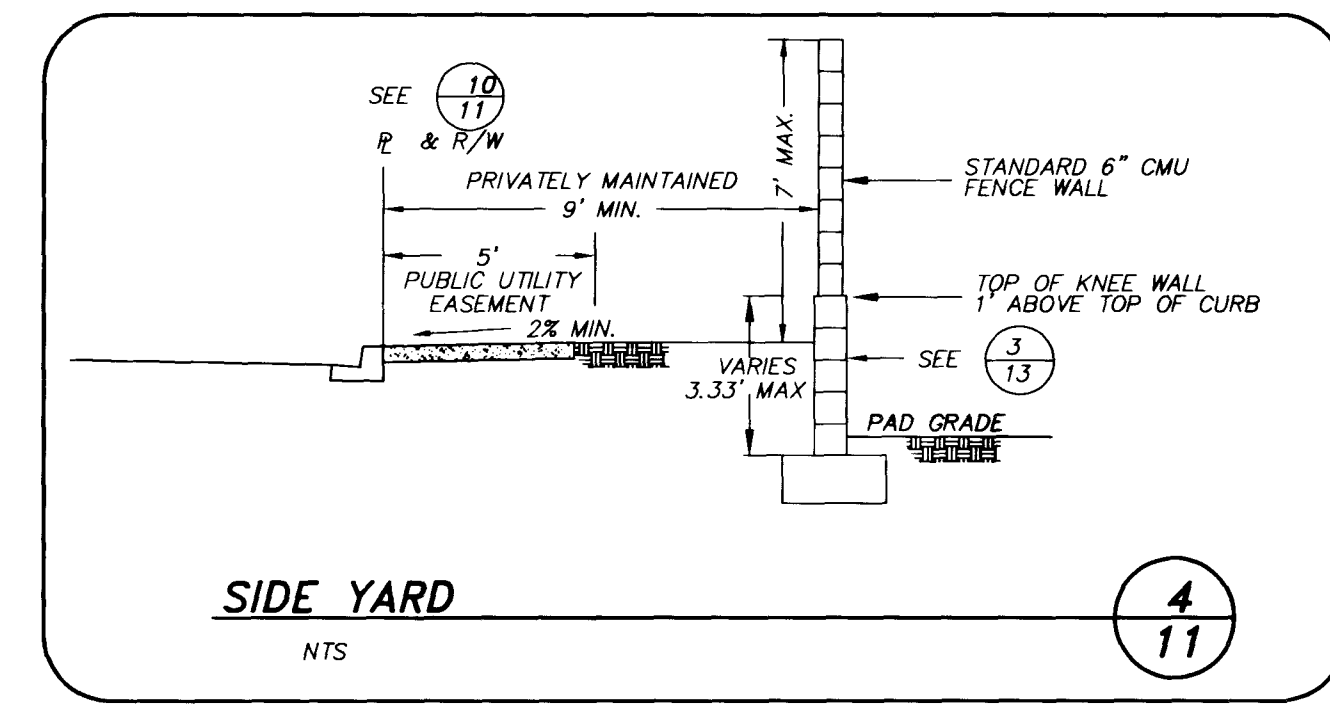 SEE 10
11
PL & R/W
PRIVATELY MAINTAINED
9' MIN.
5'
PUBLIC UTILITY
EASEMENT
2% MIN.
7' MAX.
STANDARD 6" CMU
FENCE WALL
TOP OF KNEE WALL
1' ABOVE TOP OF CURB
VARIES
3.33' MAX
SEE 3
13
PAD GRADE
SIDE YARD
NTS
4
11